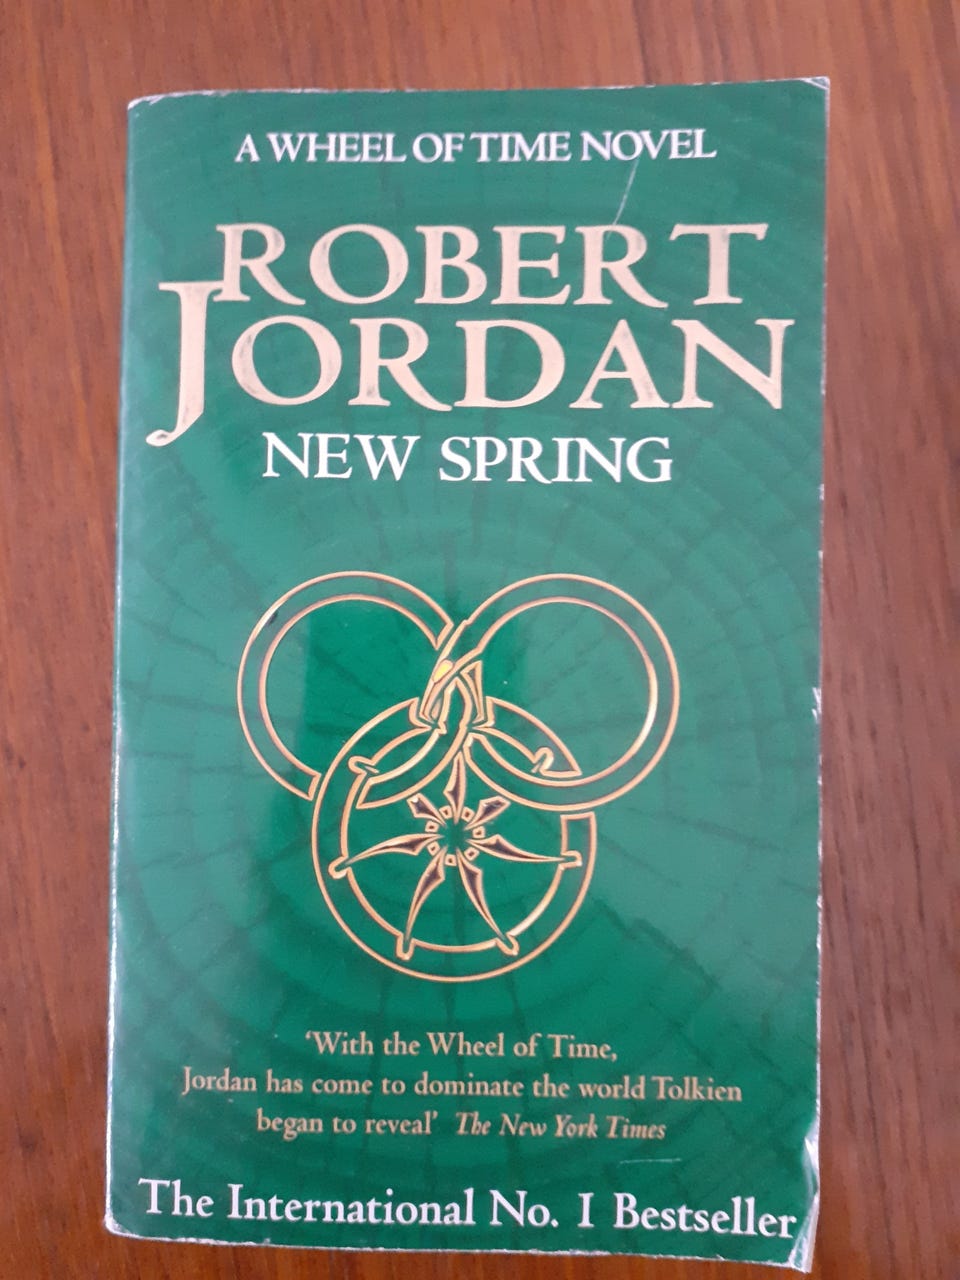 A WHEEL OF TIME NOVEL
ROBERT
JORDAN
NEW SPRING
'With the Wheel of Time,
Jordan has come to dominate the world Tolkien
began to reveal' The New York Times
The International No. 1 Bestseller